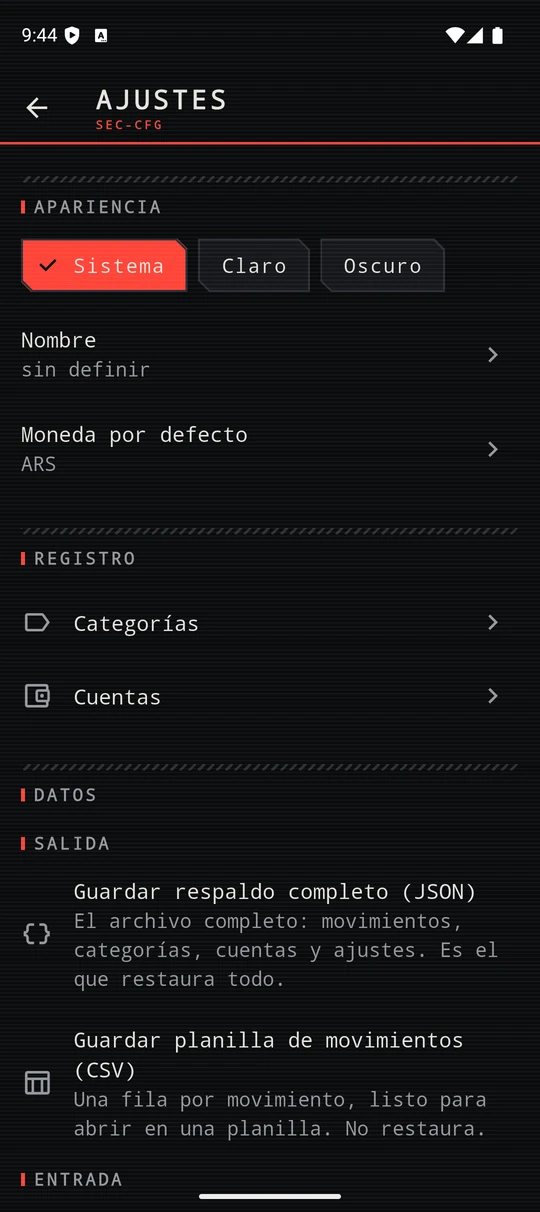 9:44
AJUSTES
SEC-CFG
APARIENCIA
Sistema
Claro
Oscuro
Nombre
sin definir
Moneda por defecto
ARS
REGISTRO
Categorías
Cuentas
DATOS
SALIDA
Guardar respaldo completo (JSON)
El archivo completo: movimientos,
categorías, cuentas y ajustes. Es el
que restaura todo.
Guardar planilla de movimientos
(CSV)
Una fila por movimiento, listo para
abrir en una planilla. No restaura.
ENTRADA